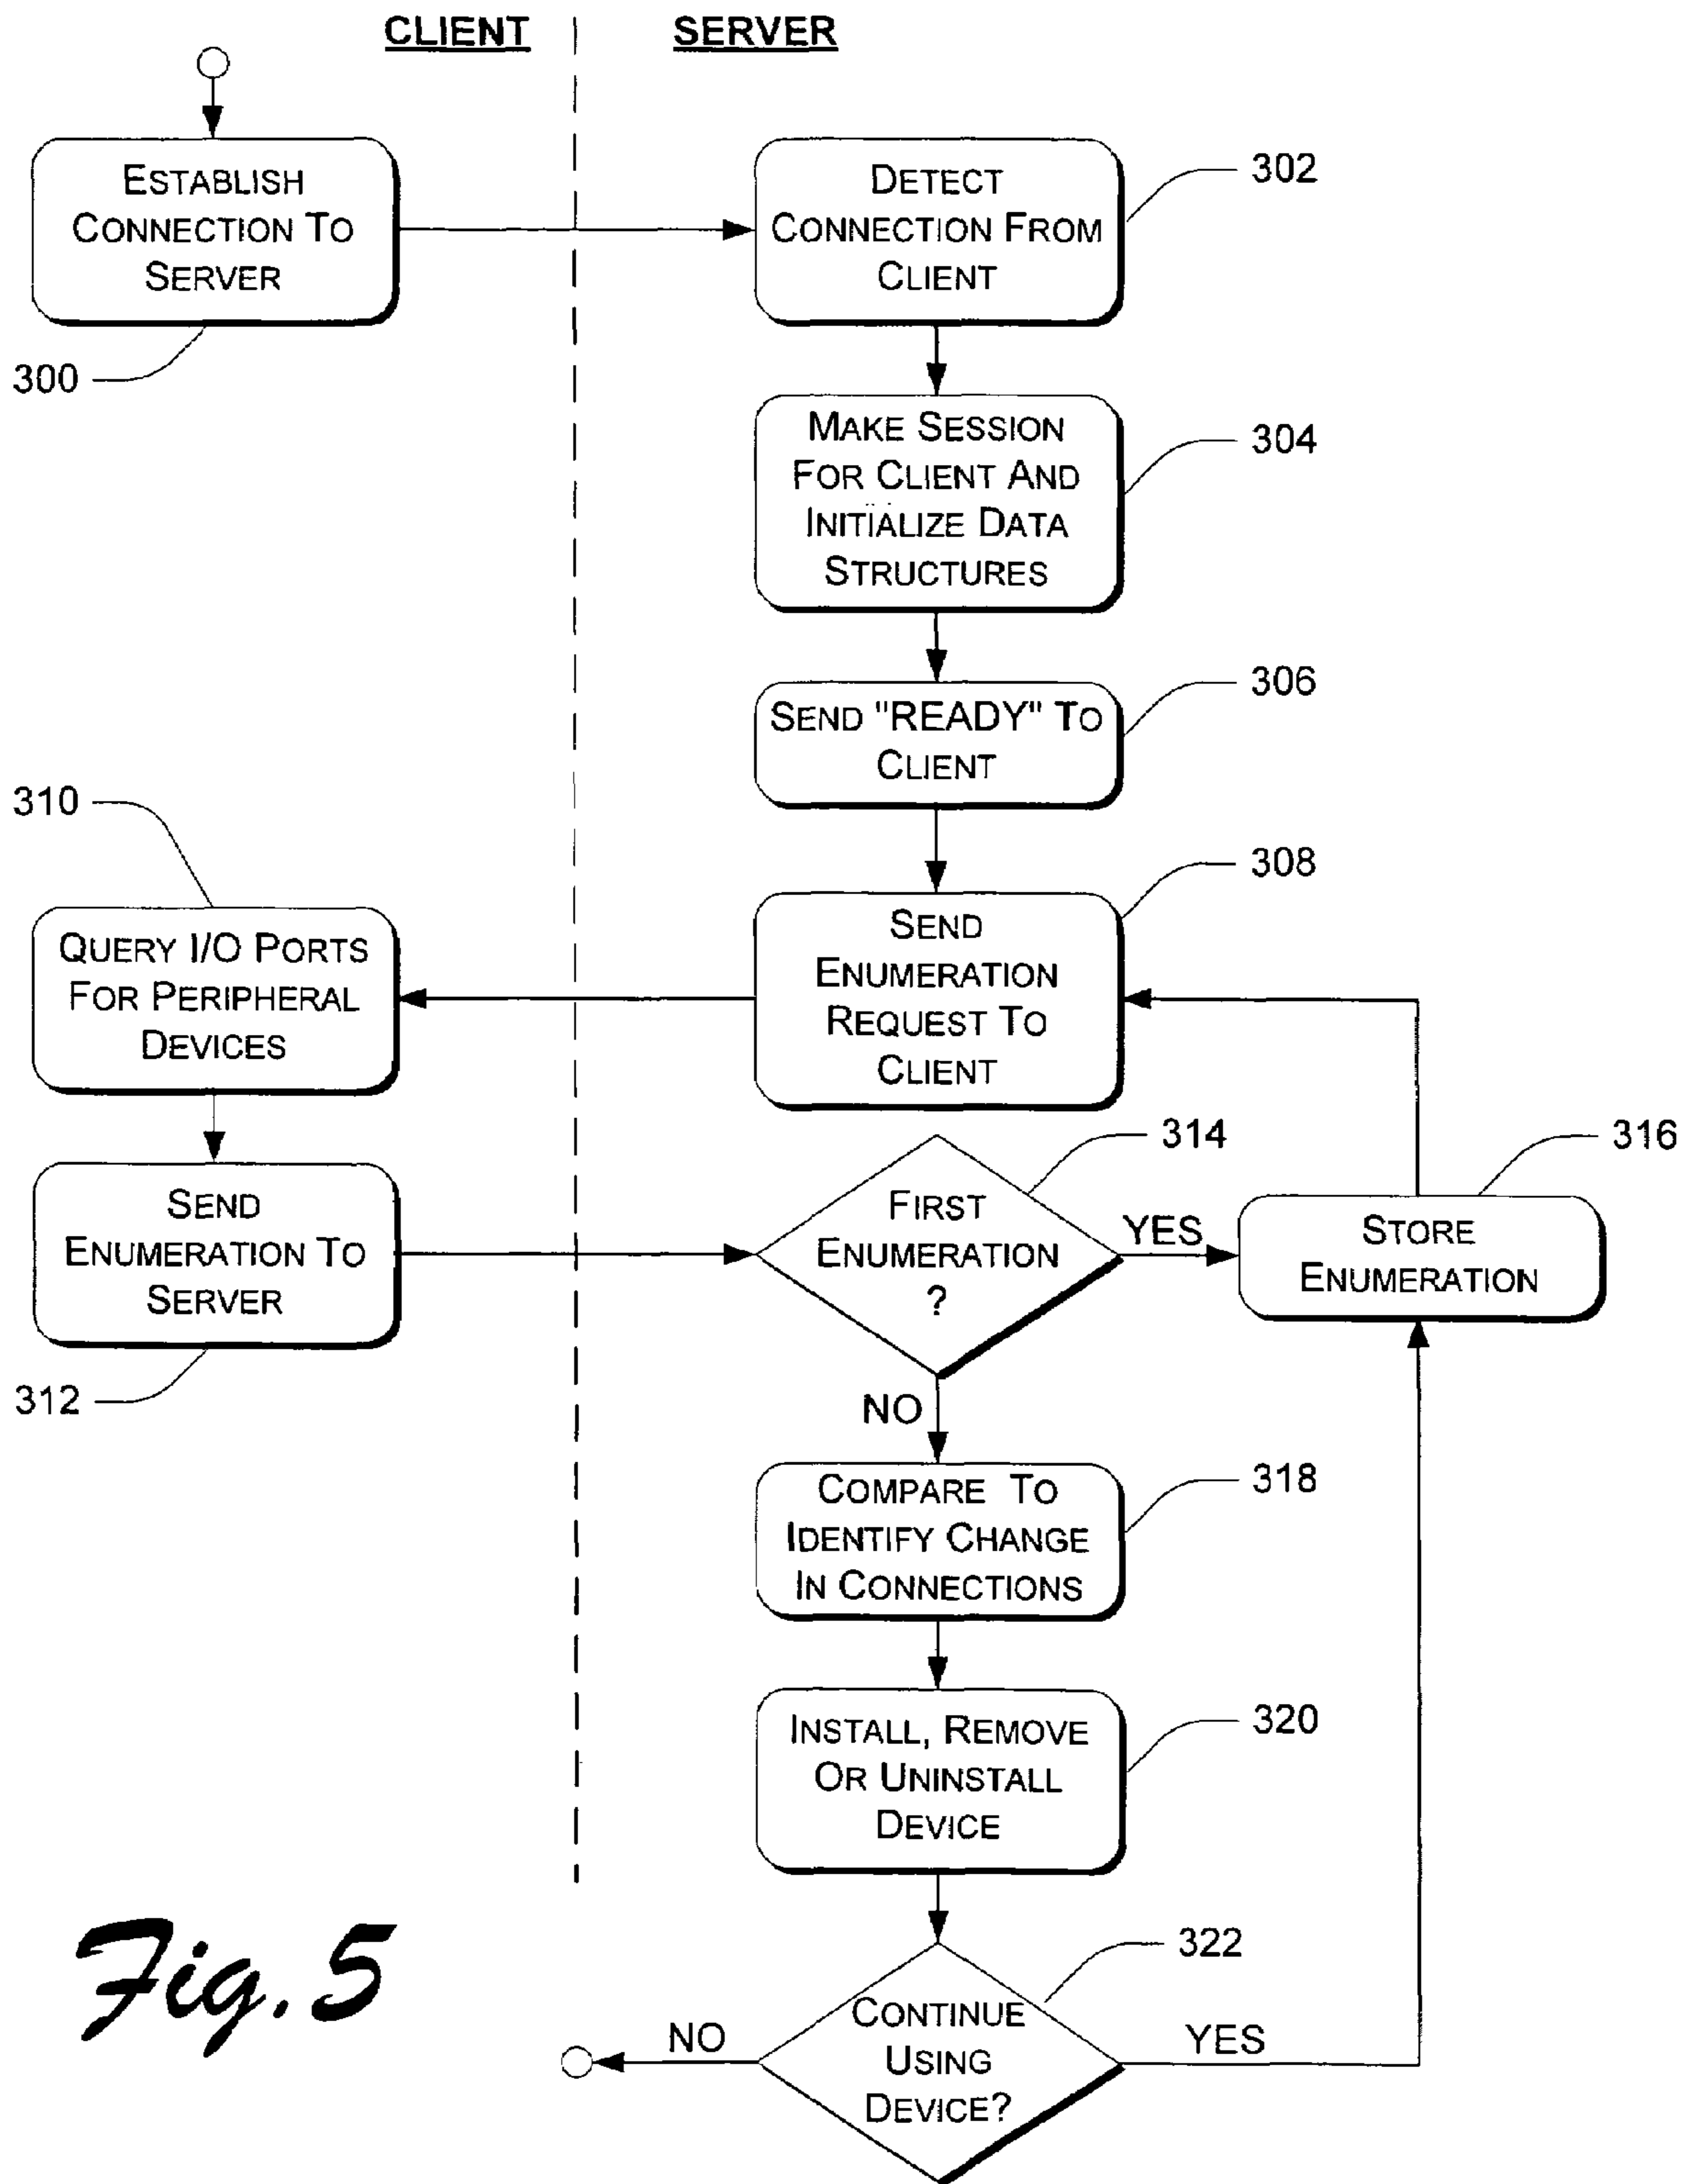 CLIENT
SERVER
ESTABLISH
CONNECTION TO
SERVER
300
DETECT
CONNECTION FROM
CLIENT
302
MAKE SESSION
FOR CLIENT AND
INITIALIZE DATA
STRUCTURES
304
SEND "READY" TO
CLIENT
306
SEND
ENUMERATION
REQUEST TO
CLIENT
308
310
QUERY I/O PORTS
FOR PERIPHERAL
DEVICES
SEND
ENUMERATION TO
SERVER
312
FIRST
ENUMERATION
?
314
YES
NO
STORE
ENUMERATION
316
COMPARE TO
IDENTIFY CHANGE
IN CONNECTIONS
318
INSTALL, REMOVE
OR UNINSTALL
DEVICE
320
CONTINUE
USING
DEVICE?
322
NO
YES
Fig. 5